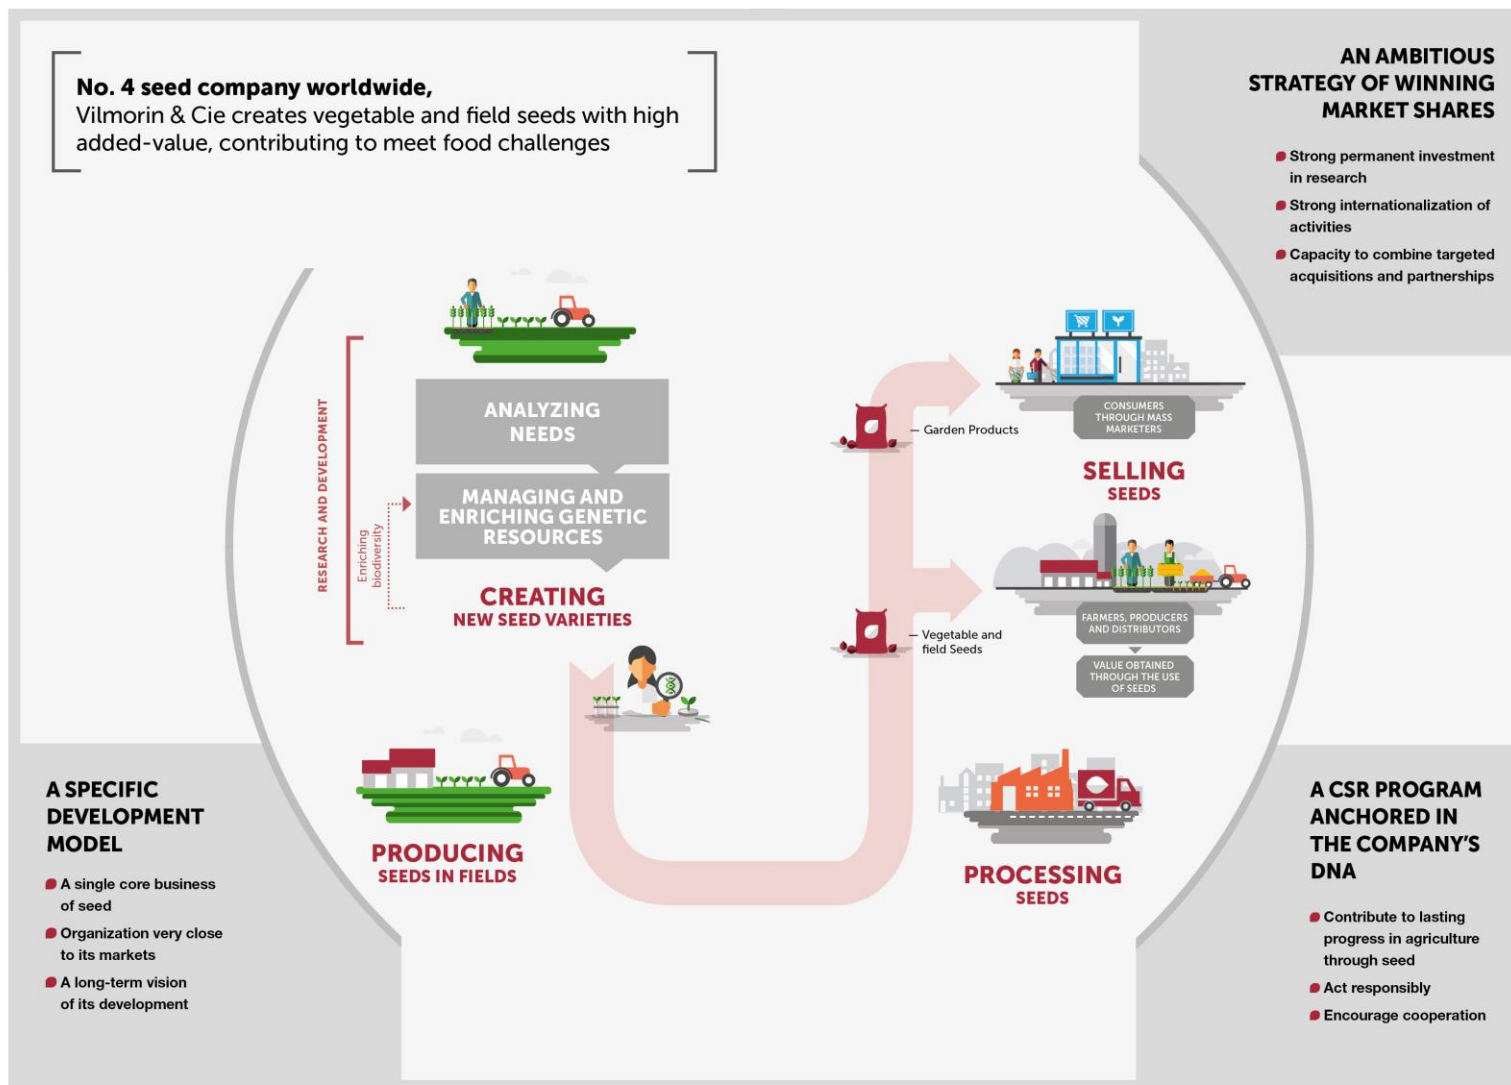 No. 4 seed company worldwide,
Vilmorin & Cie creates vegetable and field seeds with high
added-value, contributing to meet food challenges
AN AMBITIOUS
STRATEGY OF WINNING
MARKET SHARES
Strong permanent investment
in research
Strong internationalization of
activities
Capacity to combine targeted
acquisitions and partnerships
RESEARCH AND DEVELOPMENT
Enriching
biodiversity
ANALYZING
NEEDS
MANAGING AND
ENRICHING GENETIC
RESOURCES
CREATING
NEW SEED VARIETIES
PRODUCING
SEEDS IN FIELDS
PROCESSING
SEEDS
— Garden Products
— Vegetable and
field Seeds
CONSUMERS
THROUGH MASS
MARKETERS
SELLING
SEEDS
FARMERS, PRODUCERS
AND DISTRIBUTORS
VALUE OBTAINED
THROUGH THE USE
OF SEEDS
A SPECIFIC
DEVELOPMENT
MODEL
A single core business
of seed
Organization very close
to its markets
A long-term vision
of its development
A CSR PROGRAM
ANCHORED IN
THE COMPANY'S
DNA
Contribute to lasting
progress in agriculture
through seed
Act responsibly
Encourage cooperation